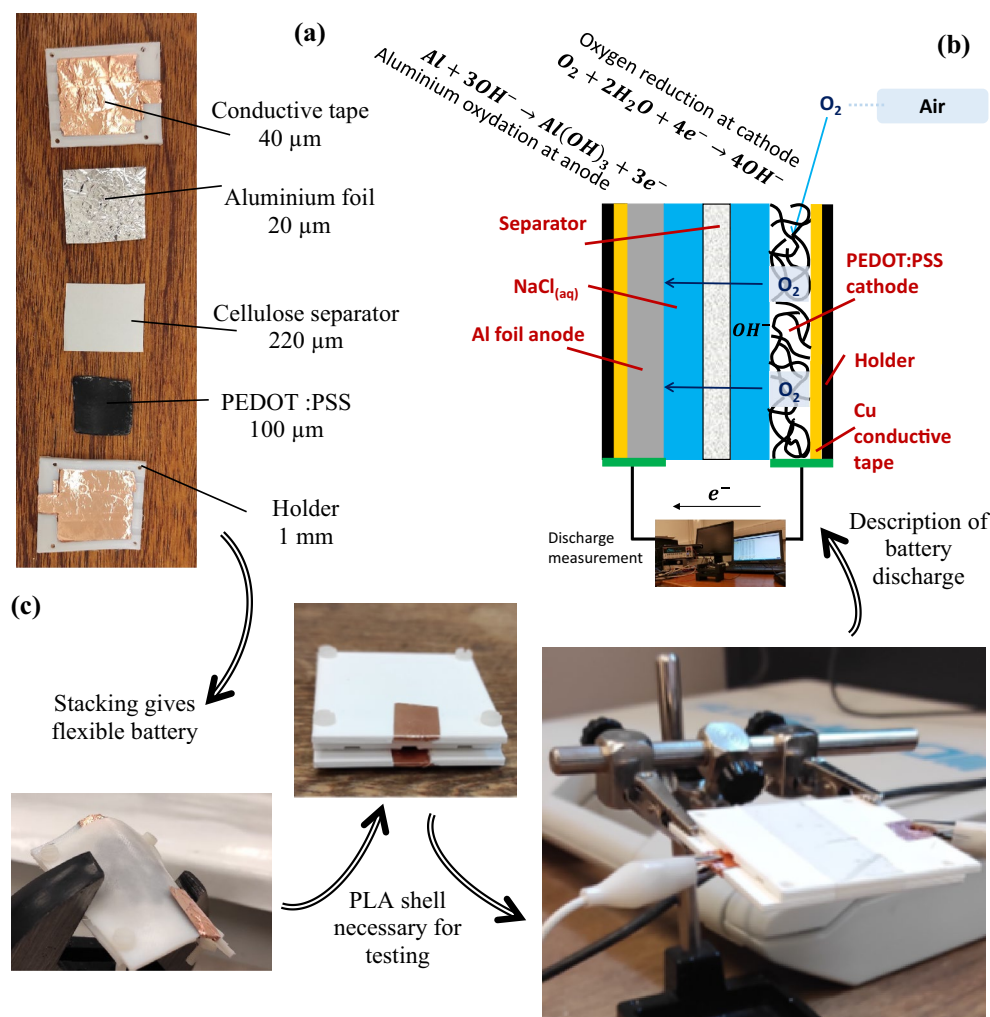 (a)
Conductive tape
40 µm
Aluminium foil
20 µm
Cellulose separator
220 µm
PEDOT :PSS
100 µm
Holder
1 mm
(b)
Al + 3OH⁻ → Al(OH)₃ + 3e⁻
Aluminium oxydation at anode
Oxygen reduction at cathode
O₂ + 2H₂O + 4e⁻ → 4OH⁻
O₂
Air
Separator
NaCl(aq)
Al foil anode
PEDOT:PSS
cathode
O₂
OH⁻
O₂
Holder
Cu
conductive
tape
e⁻
Discharge
measurement
Description of
battery
discharge
(c)
Stacking gives
flexible battery
PLA shell
necessary for
testing